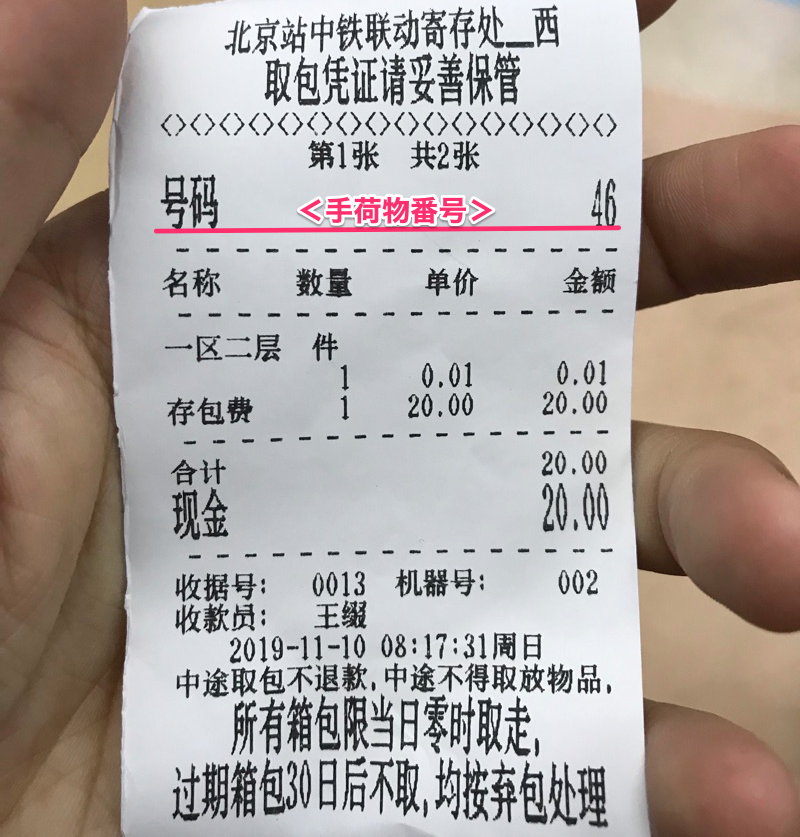 北京站中铁联动寄存处__西
取包凭证请妥善保管
<><><><><><><><><><><><><><><><>
第1张 共2张
号码 <手荷物番号> 46
名称 数量 单价 金额
一区二层 件
1 0.01 0.01
存包费 1 20.00 20.00
合计 20.00
现金 20.00
收据号: 0013 机器号: 002
收款员: 王缀
2019-11-10 08:17:31周日
中途取包不退款,中途不得取放物品,
所有箱包限当日零时取走,
过期箱包30日后不取,均按弃包处理